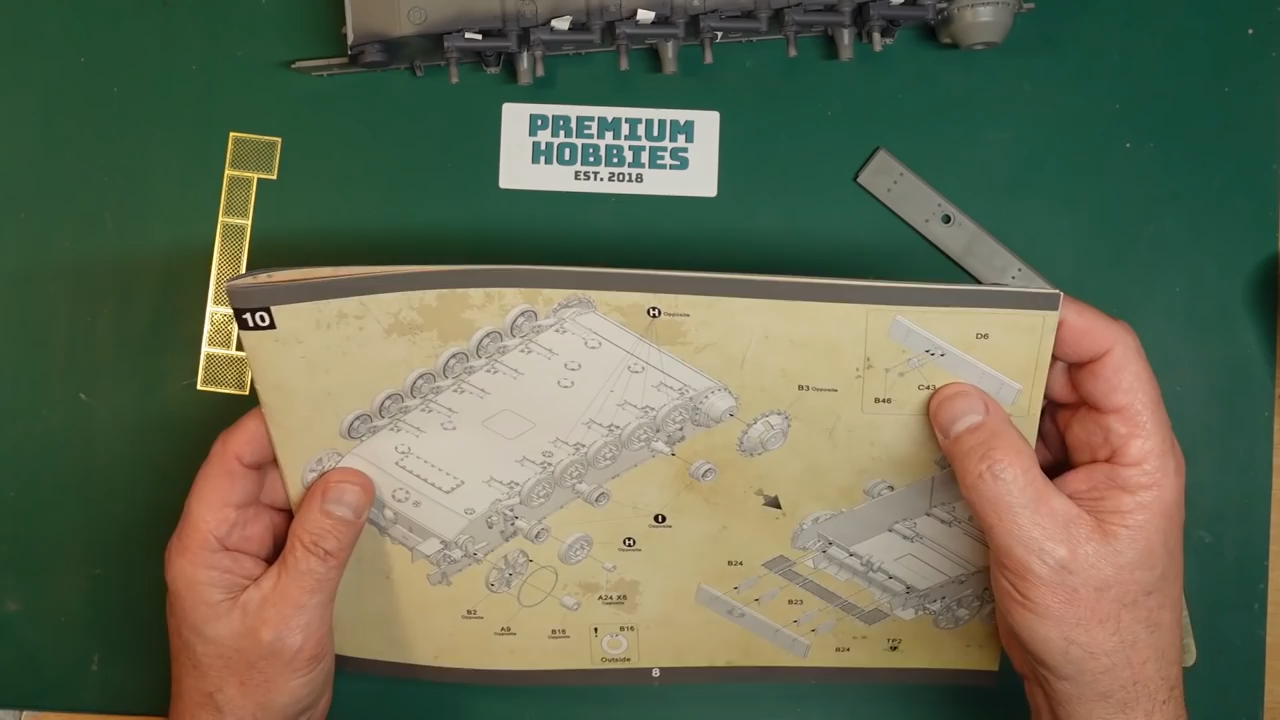 PREMIUM
HOBBIES
EST. 2018
10
H Opposite
D6
B3 Opposite
C43
B46
I
Opposite
H
Opposite
B24
A24 X6
Opposite
B23
B2
Opposite
A9
Opposite
B16
Opposite
! B16
Outside
B24
TP2
8